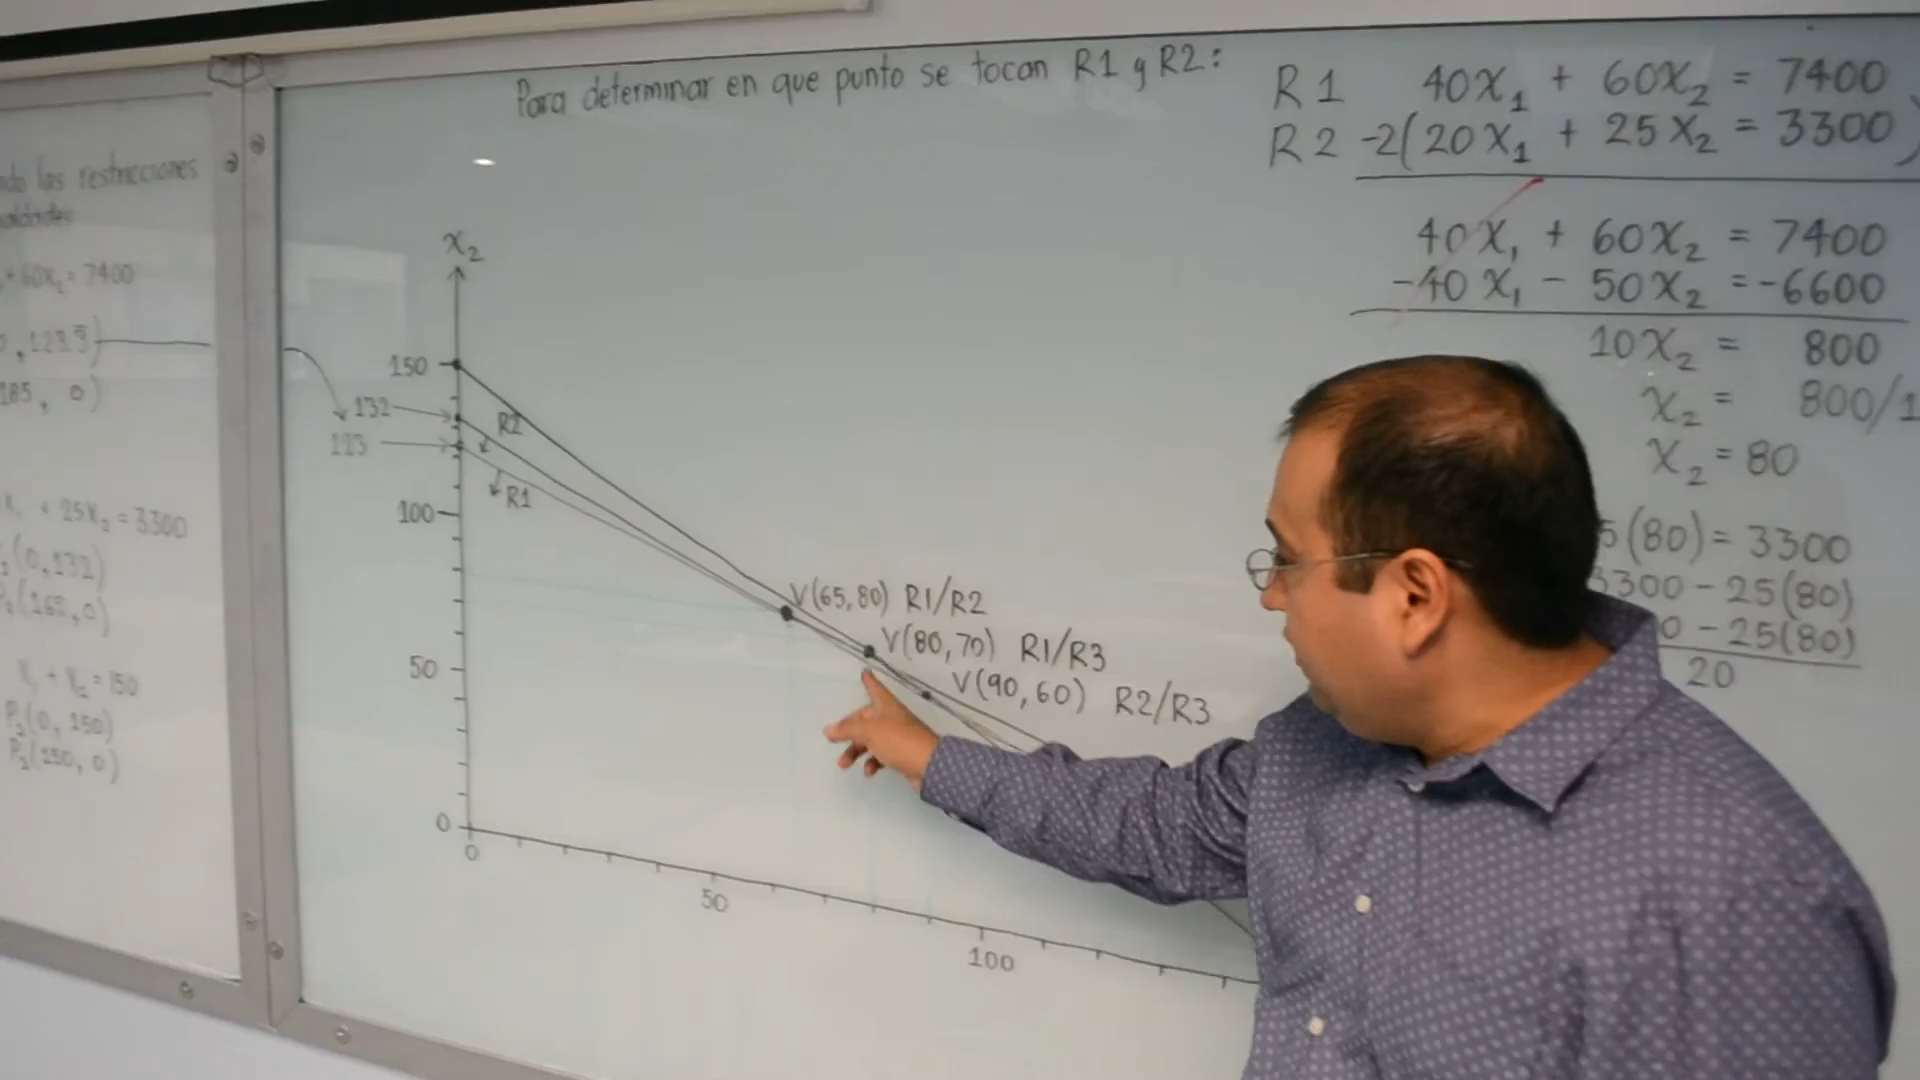 ndo las restricciones
ualdades
+ 60X₂ = 7400
, 123.3)
185, 0)
X₁ + 25X₂ = 3300
(0,132)
(165,0)
X₁ + X₂ = 150
P₁(0, 150)
P₂(150, 0)
Para determinar en que punto se tocan R1 y R2:
X₂
150
132
123
R2
R1
100
50
0
0
50
100
V(65,80) R1/R2
V(80,70) R1/R3
V(90,60) R2/R3
R1 40X₁ + 60X₂ = 7400
R2 -2(20X₁ + 25X₂ = 3300)
40X₁ + 60X₂ = 7400
-40X₁ - 50X₂ = -6600
10X₂ = 800
X₂ = 800/1
X₂ = 80
5(80) = 3300
3300 - 25(80)
0 - 25(80)
20